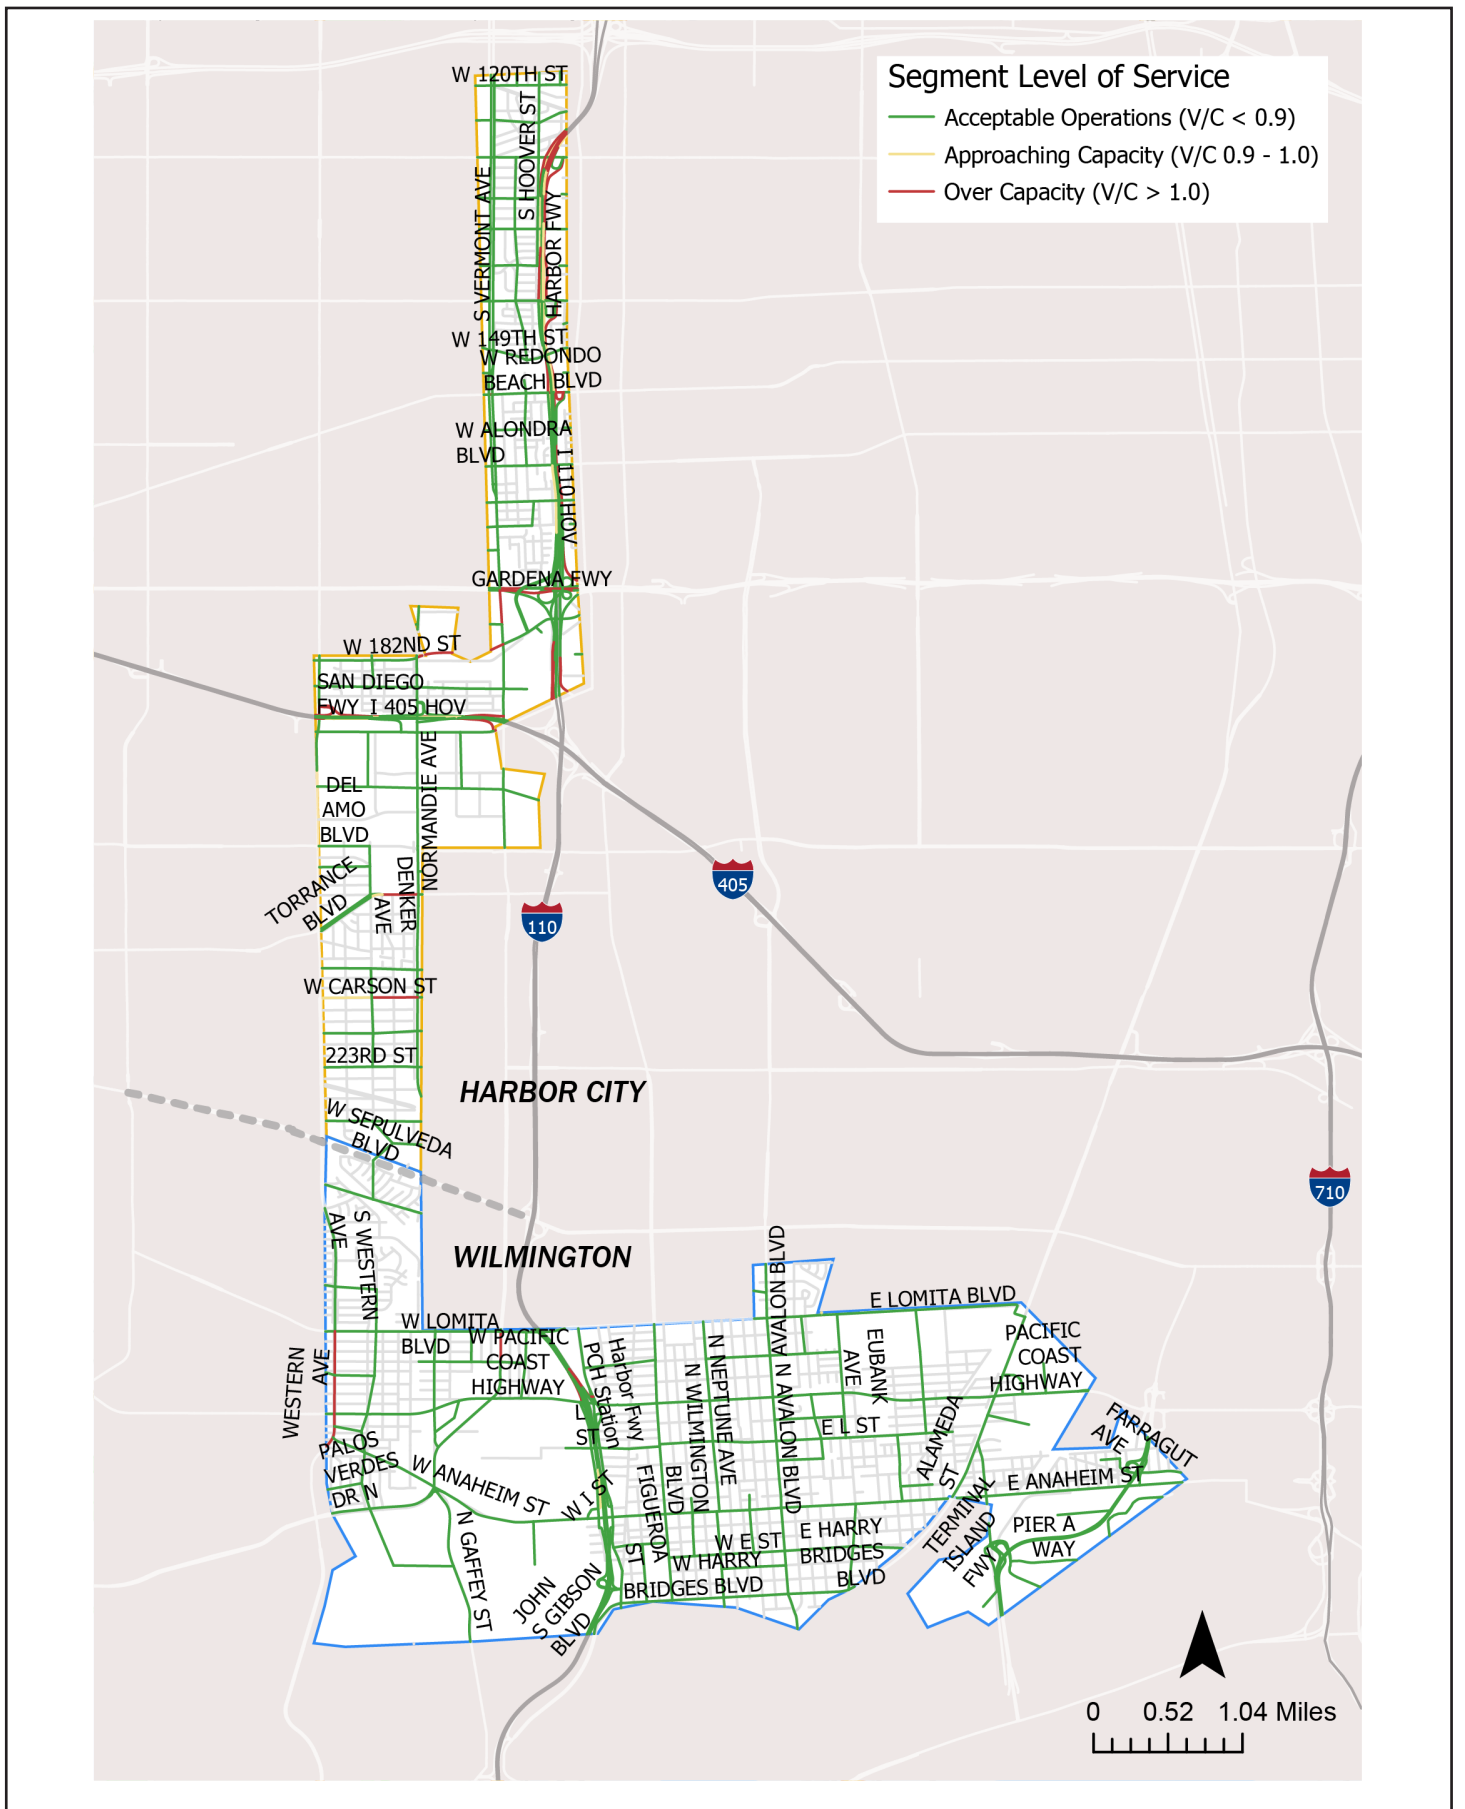 Segment Level of Service
Acceptable Operations (V/C < 0.9)
Approaching Capacity (V/C 0.9 - 1.0)
Over Capacity (V/C > 1.0)
W 120TH ST
S HOOVER ST
S VERMONT AVE
HARBOR FWY
W 149TH ST
W REDONDO
BEACH BLVD
W ALONDRA
BLVD
I 110 HOV
GARDENA FWY
W 182ND ST
SAN DIEGO
FWY I 405 HOV
NORMANDIE AVE
DEL
AMO
BLVD
TORRANCE
BLVD
DENKER
AVE
405
110
W CARSON ST
223RD ST
HARBOR CITY
W SEPULVEDA
BLVD
710
S WESTERN
AVE
WILMINGTON
AVALON BLVD
E LOMITA BLVD
W LOMITA
BLVD
W PACIFIC
COAST
HIGHWAY
WESTERN
AVE
Harbor Fwy
PCH Station
N NEPTUNE AVE
N WILMINGTON
BLVD
N AVALON BLVD
EUBANK
AVE
PACIFIC
COAST
HIGHWAY
L
ST
E L ST
ALAMEDA
ST
FARRAGUT
AVE
PALOS
VERDES
DR N
W ANAHEIM ST
W I ST
FIGUEROA
ST
E ANAHEIM ST
TERMINAL
ISLAND
FWY
PIER A
WAY
N GAFFEY ST
W E ST
E HARRY
BRIDGES
BLVD
W HARRY
BRIDGES BLVD
JOHN
S GIBSON
BLVD
0 0.52 1.04 Miles